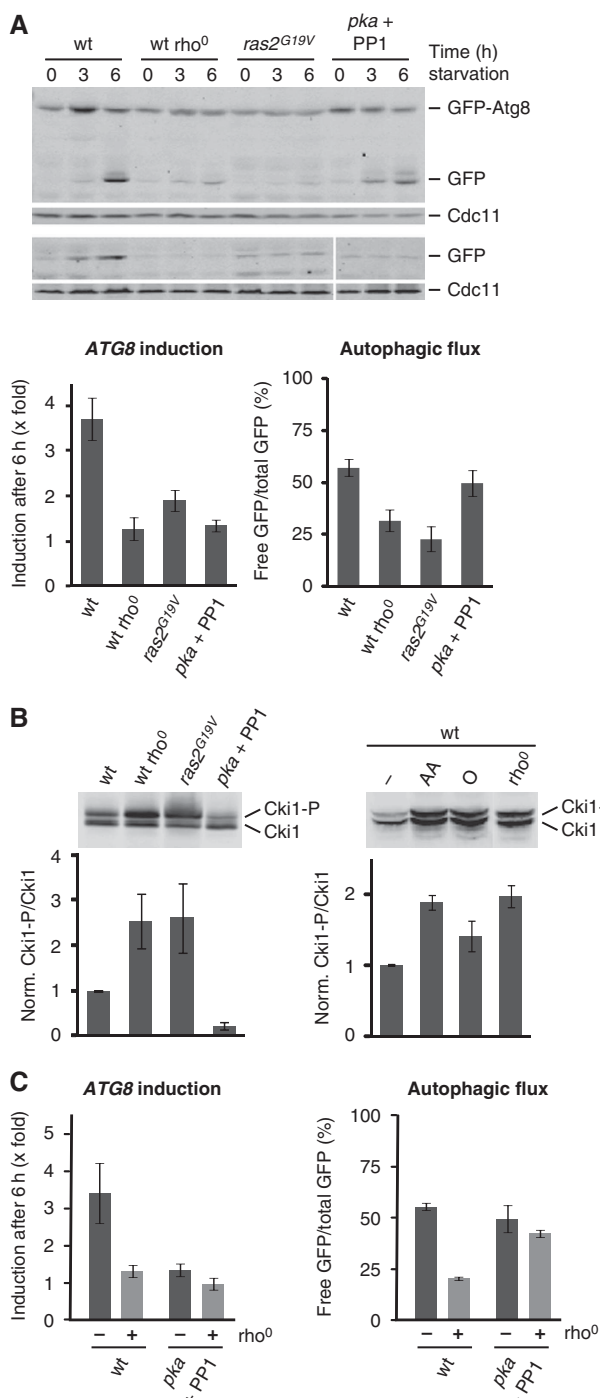 A
wt
wt rho⁰
ras2ᴳ¹⁹ⱽ
pka +
PP1
Time (h)
0 3 6 0 3 6 0 3 6 0 3 6
starvation
GFP-Atg8
GFP
Cdc11
GFP
Cdc11
ATG8 induction
Autophagic flux
Induction after 6 h (x fold)
4
3
2
1
0
wt
wt rho⁰
ras2ᴳ¹⁹ⱽ
pka + PP1
Free GFP/total GFP (%)
100
75
50
25
0
wt
wt rho⁰
ras2ᴳ¹⁹ⱽ
pka + PP1
B
wt
wt rho⁰
ras2ᴳ¹⁹ⱽ
pka + PP1
Cki1-P
Cki1
Norm. Cki1-P/Cki1
4
3
2
1
0
wt
– AA O rho⁰
Cki1-
Cki1
Norm. Cki1-P/Cki1
2
1
0
C
ATG8 induction
Autophagic flux
Induction after 6 h (x fold)
5
4
3
2
1
0
– + – + rho⁰
wt
pka
PP1
Free GFP/total GFP (%)
100
75
50
25
0
– + – + rho⁰
wt
pka
PP1